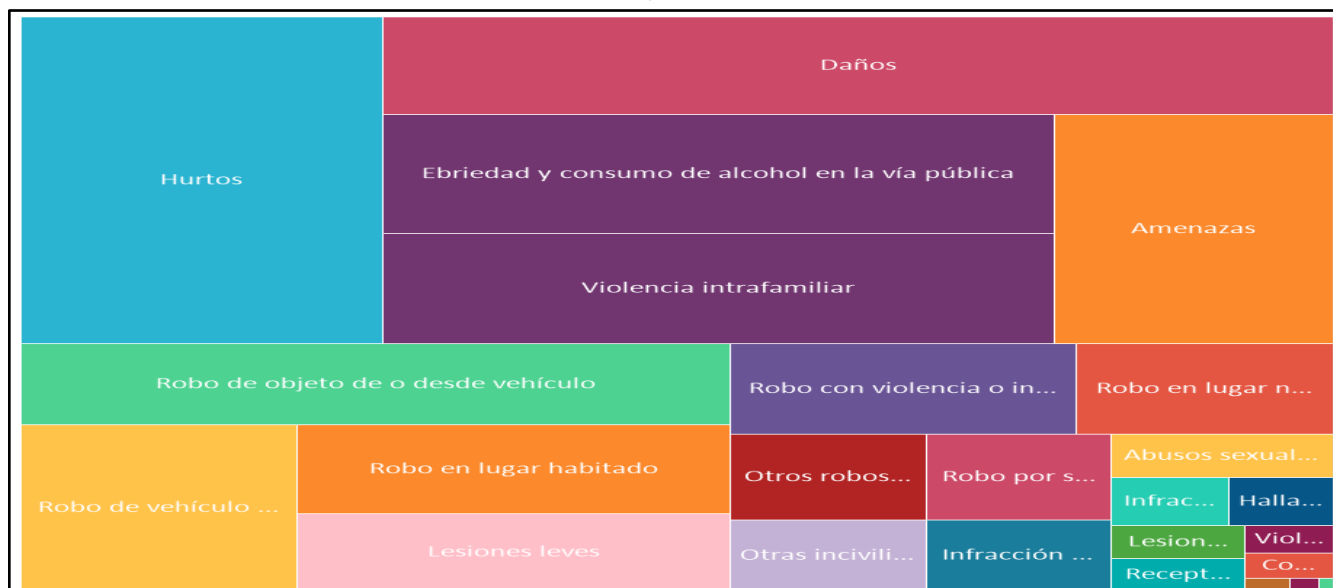 Daños
Hurtos
Ebriedad y consumo de alcohol en la vía pública
Amenazas
Violencia intrafamiliar
Robo de objeto de o desde vehículo
Robo con violencia o in...
Robo en lugar n...
Robo de vehículo ...
Robo en lugar habitado
Lesiones leves
Otros robos...
Robo por s...
Otras incivili...
Infracción ...
Abusos sexual...
Infrac...
Halla...
Lesion...
Viol...
Recept...
Co...